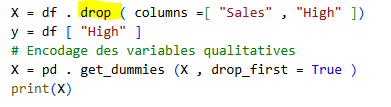 X = df . drop ( columns =[ "Sales" , "High" ])
y = df [ "High" ]
# Encodage des variables qualitatives
X = pd . get_dummies (X , drop_first = True )
print(X)